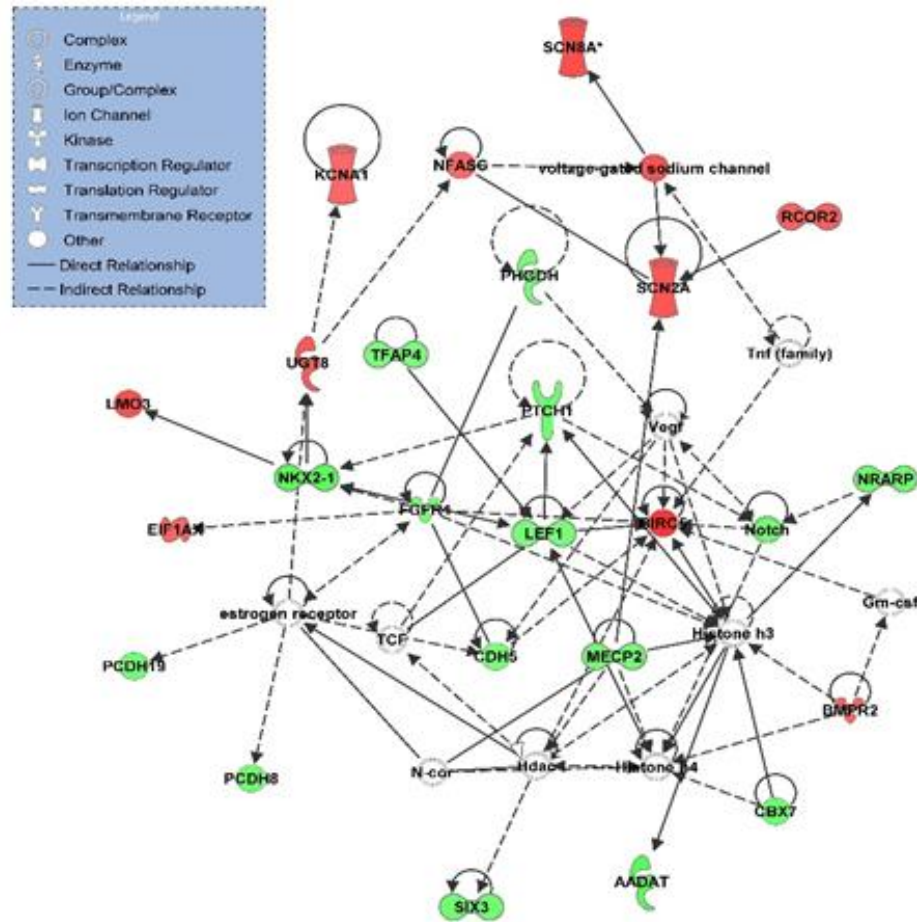 Legend
Complex
Enzyme
Group/Complex
Ion Channel
Kinase
Transcription Regulator
Translation Regulator
Transmembrane Receptor
Other
Direct Relationship
Indirect Relationship
SCN8A*
KCNA1
NFASC
voltage-gated sodium channel
RCOR2
PHGDH
SCN2A
UGT8
TFAP4
Tnf (family)
LMO3
PTCH1
Vegf
NKX2-1
NRARP
FGFR4
EIF1AX
LEF1
BIRC5
Notch
estrogen receptor
Gm-csf
TCF
Histone h3
PCDH19
CDH5
MECP2
BMPR2
PCDH8
N-cor
Hdac
Histone h4
CBX7
AADAT
SIX3